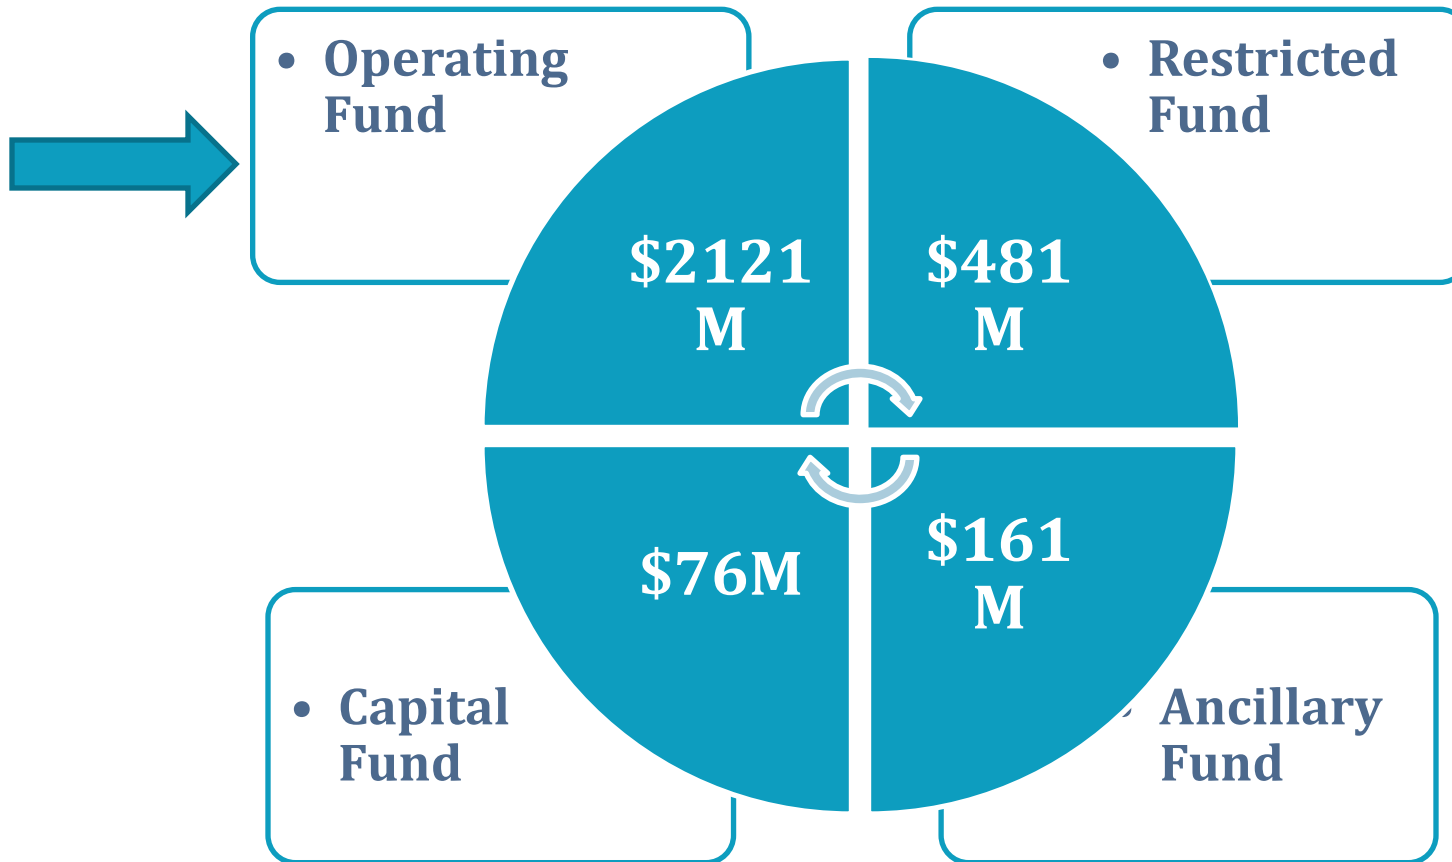 • Operating
Fund
• Restricted
Fund
$2121
M
$481
M
$76M
$161
M
• Capital
Fund
• Ancillary
Fund